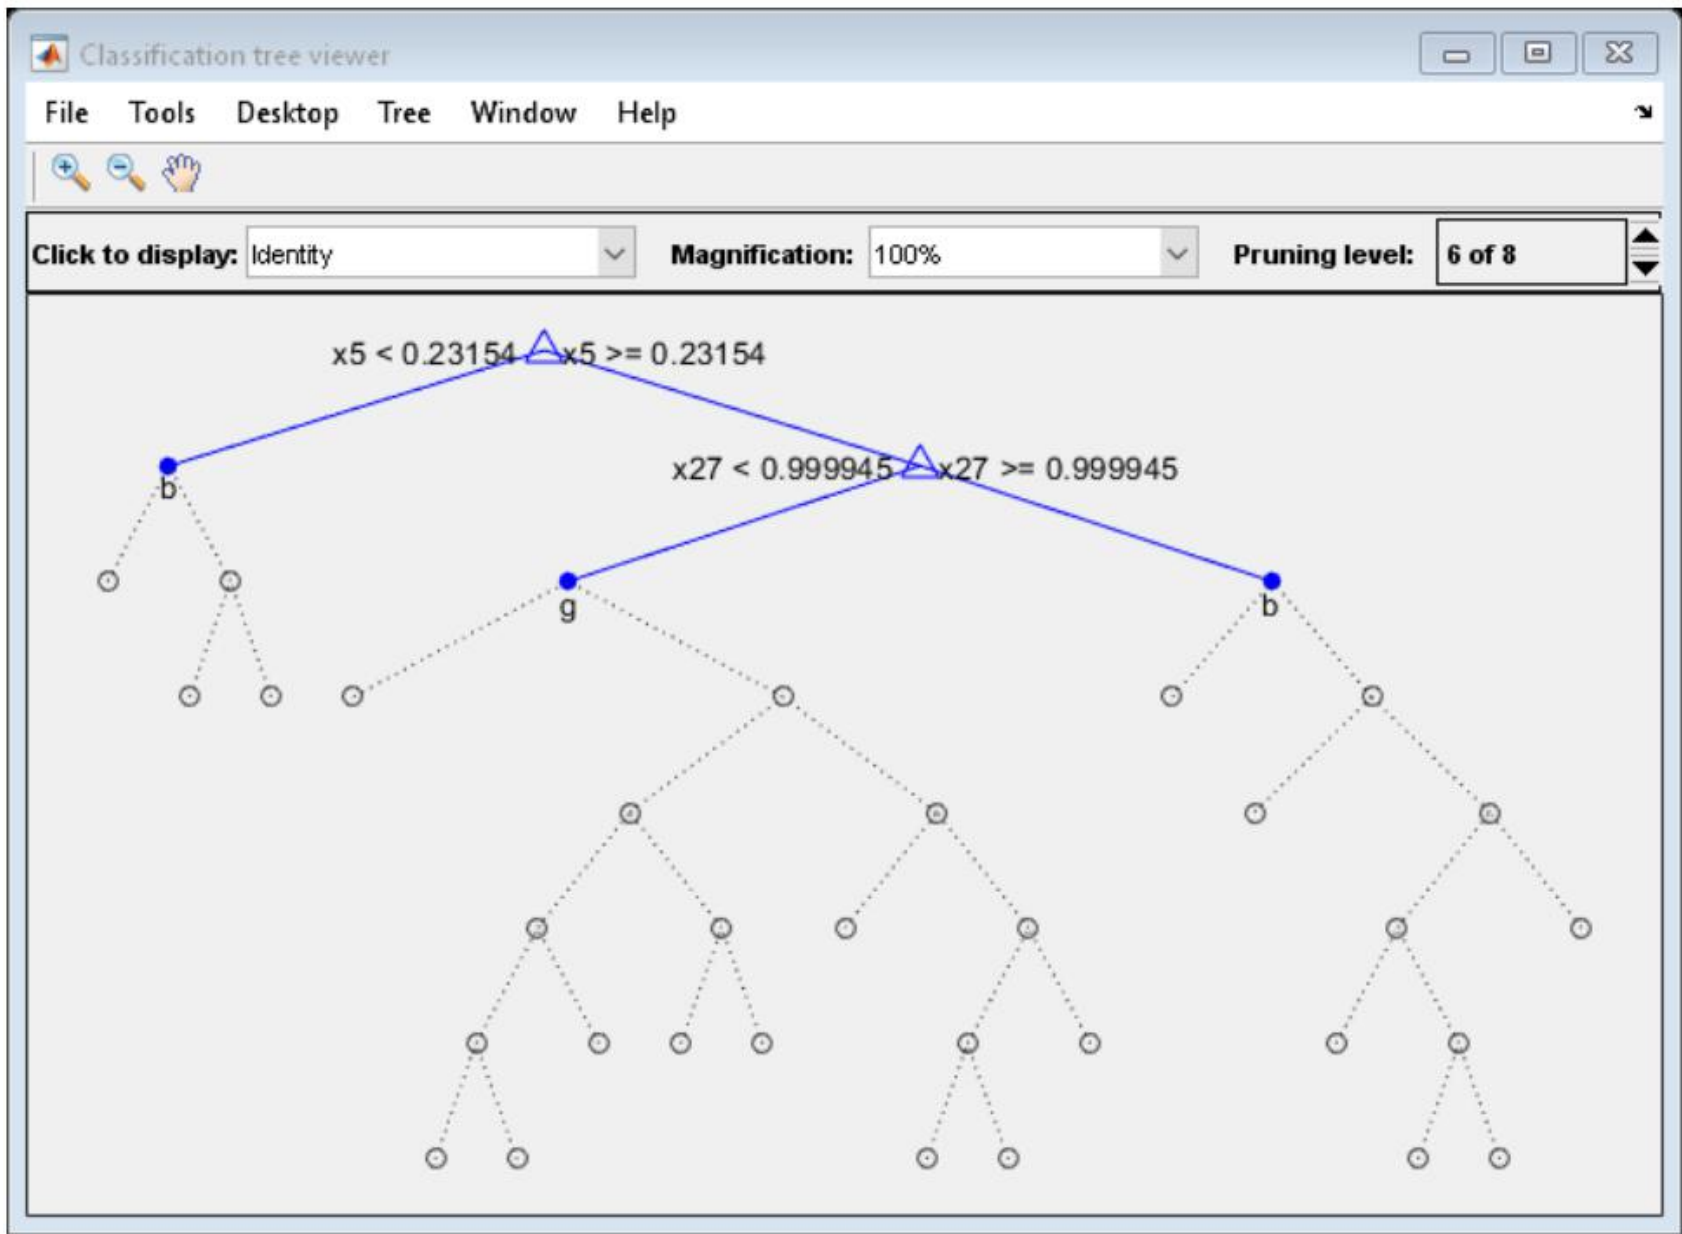 Classification tree viewer
File Tools Desktop Tree Window Help
Click to display: Identity Magnification: 100% Pruning level: 6 of 8
x5 < 0.23154 x5 >= 0.23154
x27 < 0.999945 x27 >= 0.999945
b
g b